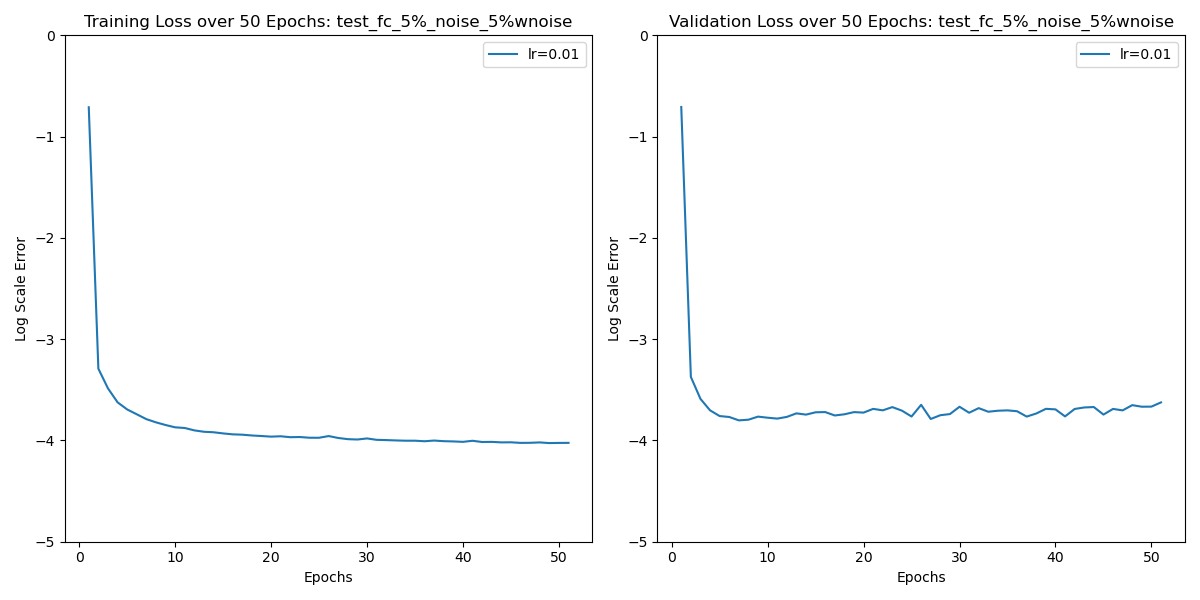 Training Loss over 50 Epochs: test_fc_5%_noise_5%wnoise
lr=0.01
0
−1
−2
−3
−4
−5
Log Scale Error
0 10 20 30 40 50
Epochs
Validation Loss over 50 Epochs: test_fc_5%_noise_5%wnoise
lr=0.01
0
−1
−2
−3
−4
−5
Log Scale Error
0 10 20 30 40 50
Epochs